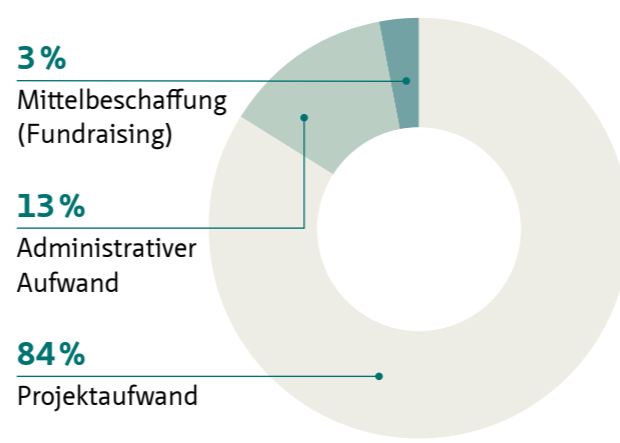 3 %
Mittelbeschaffung
(Fundraising)
13 %
Administrativer
Aufwand
84 %
Projektaufwand